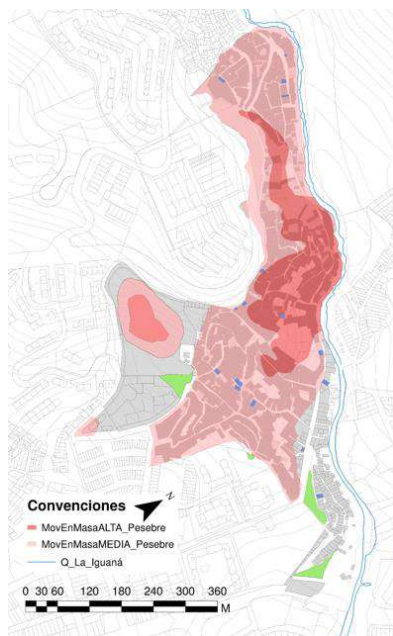 Convenciones
Z
MovEnMasaALTA_Pesebre
MovEnMasaMEDIA_Pesebre
Q_La_Iguaná
0 30 60 120 180 240 300 360
M